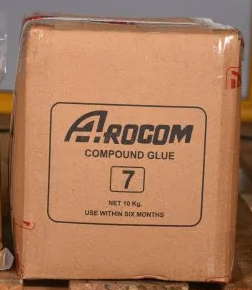 AROCOM
COMPOUND GLUE
7
NET 10 Kg.
USE WITHIN SIX MONTHS